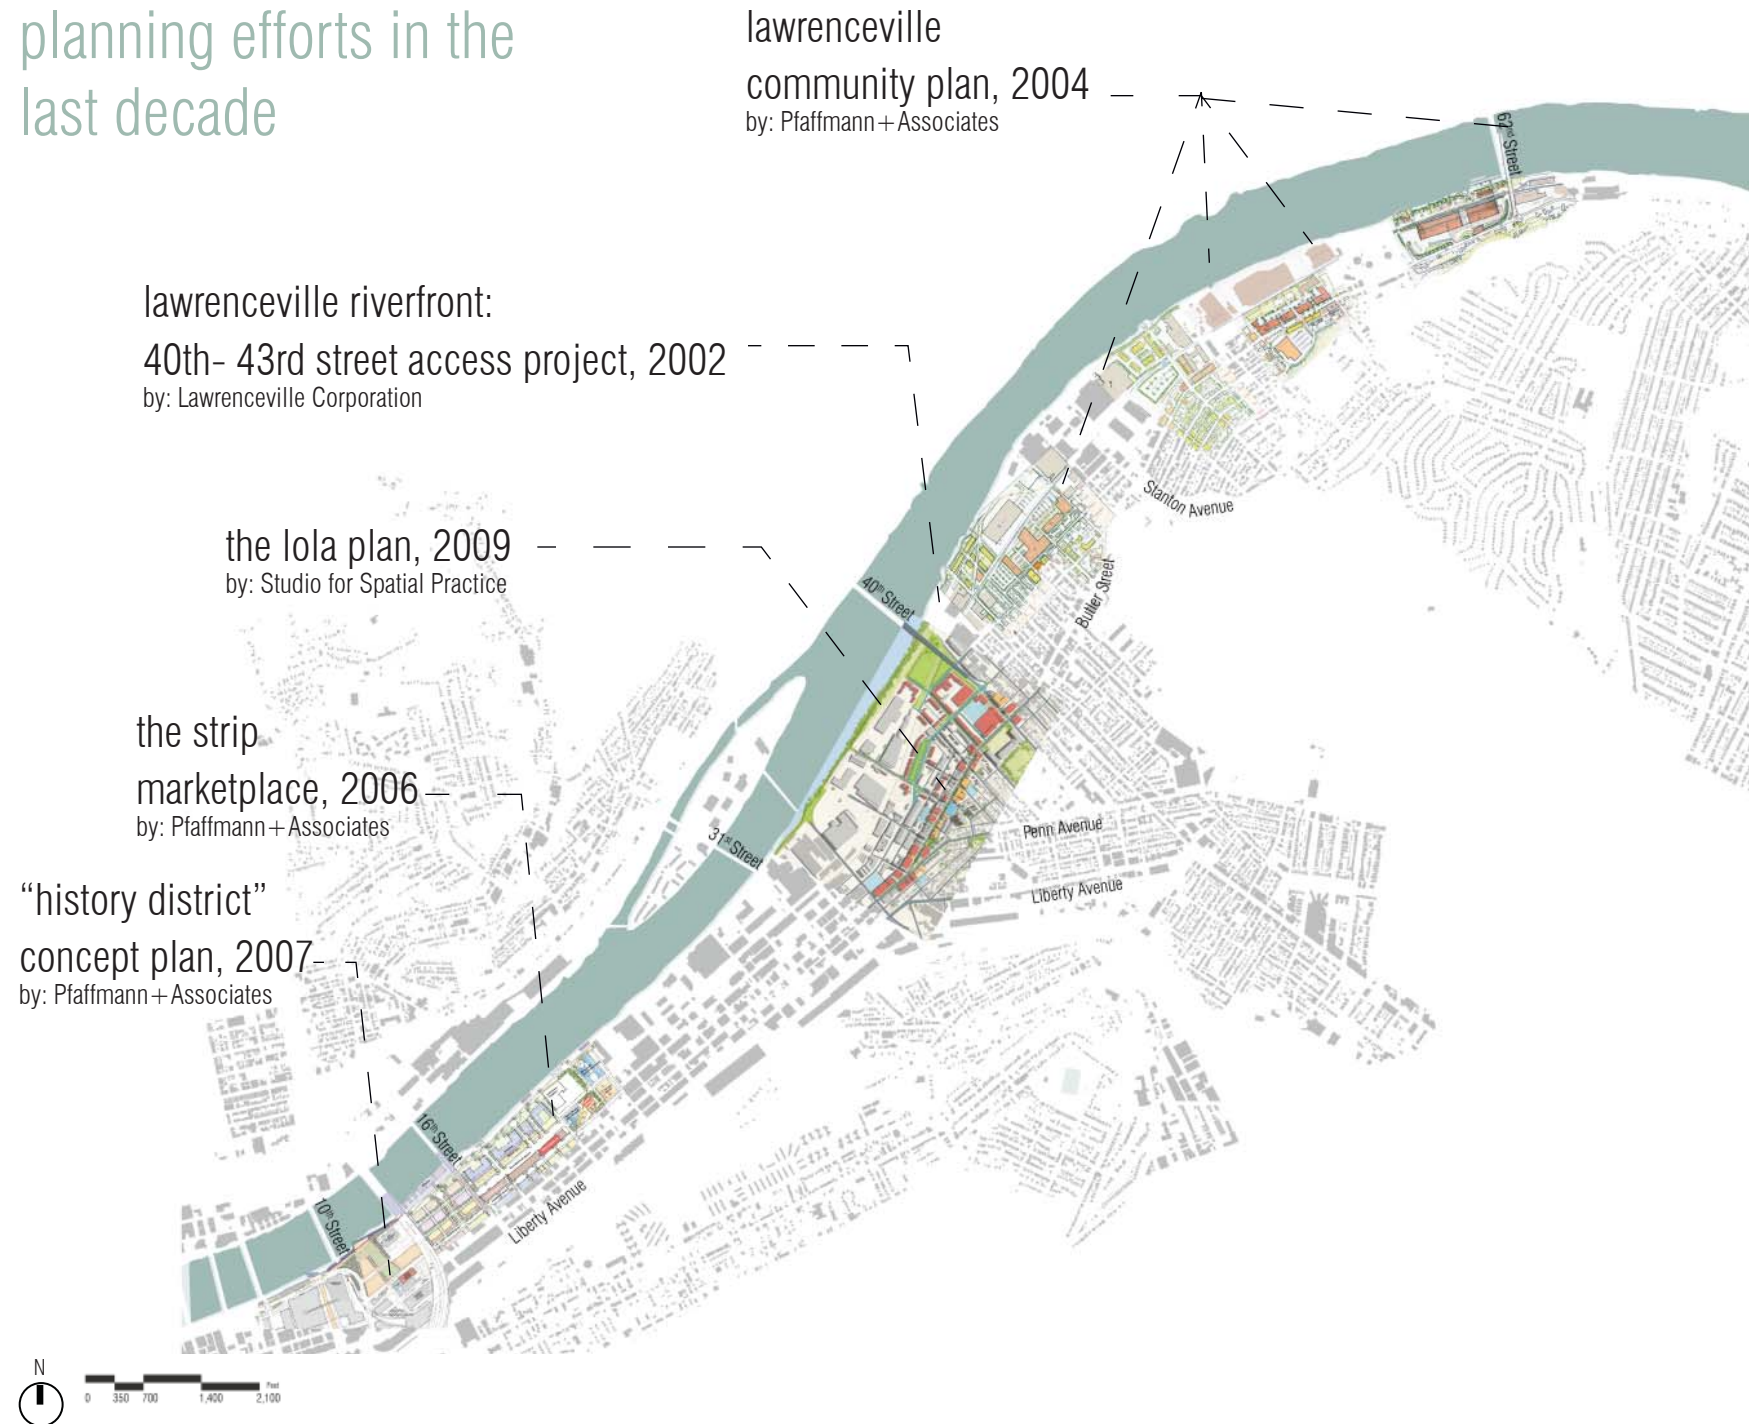 planning efforts in the
last decade
lawrenceville
community plan, 2004
by: Pfaffmann+Associates
62nd Street
lawrenceville riverfront:
40th- 43rd street access project, 2002
by: Lawrenceville Corporation
Stanton Avenue
the lola plan, 2009
by: Studio for Spatial Practice
40th Street
Butler Street
the strip
marketplace, 2006
by: Pfaffmann+Associates
31st Street
Penn Avenue
Liberty Avenue
“history district”
concept plan, 2007
by: Pfaffmann+Associates
16th Street
10th Street
Liberty Avenue
N
0 350 700 1,400 2,100 Feet